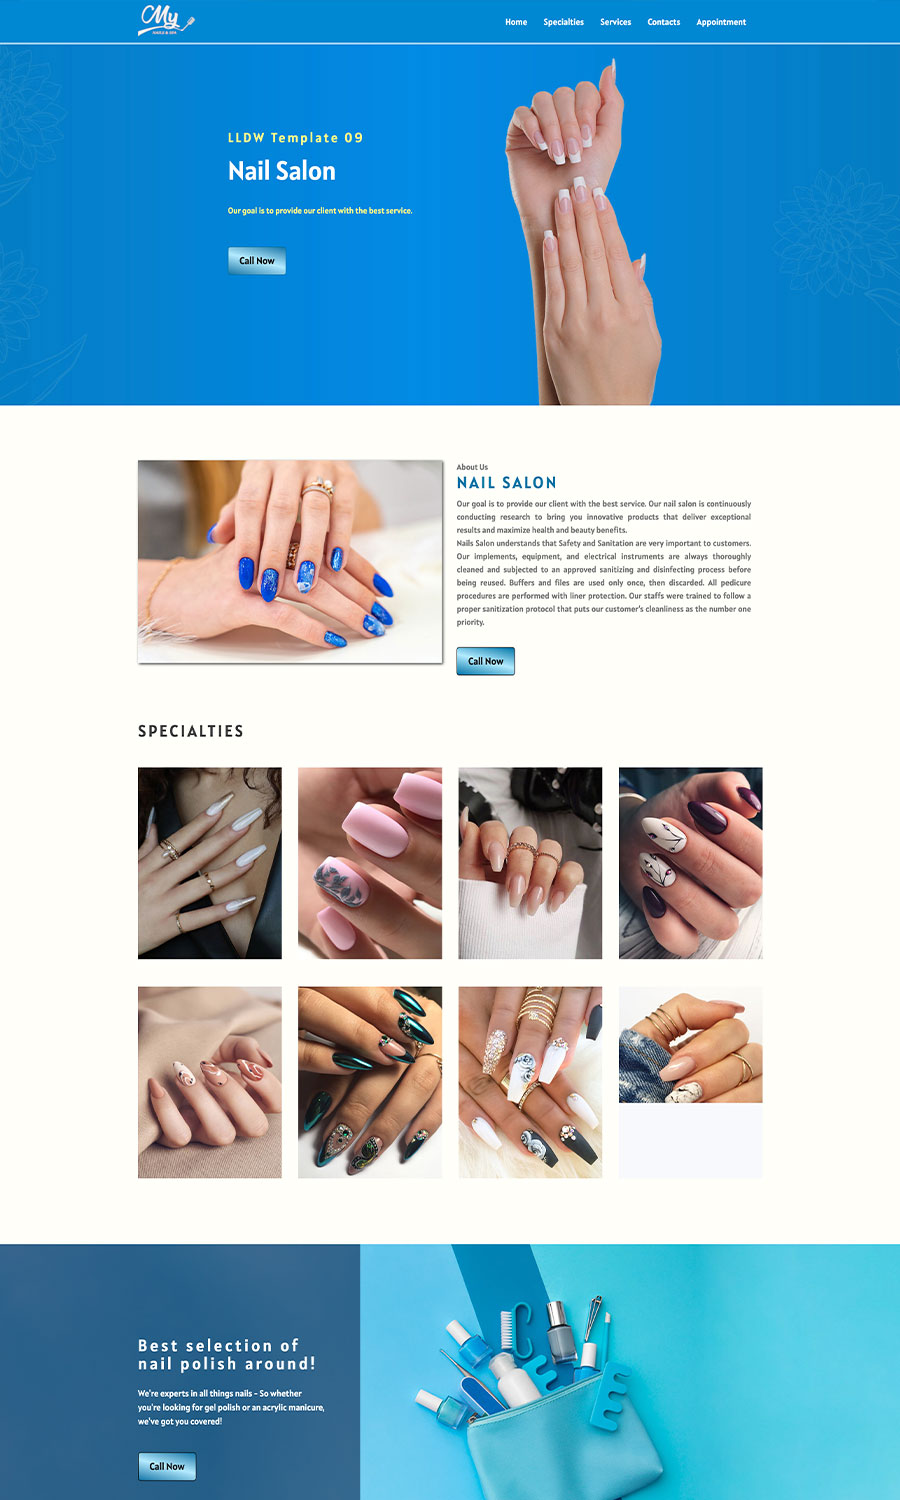 My
NAILS & SPA
Home Specialties Services Contacts Appointment
LLDW Template 09
Nail Salon
Our goal is to provide our client with the best service.
Call Now
About Us
NAIL SALON
Our goal is to provide our client with the best service. Our nail salon is continuously
conducting research to bring you innovative products that deliver exceptional
results and maximize health and beauty benefits.
Nails Salon understands that Safety and Sanitation are very important to customers.
Our implements, equipment, and electrical instruments are always thoroughly
cleaned and subjected to an approved sanitizing and disinfecting process before
being reused. Buffers and files are used only once, then discarded. All pedicure
procedures are performed with liner protection. Our staffs were trained to follow a
proper sanitization protocol that puts our customer's cleanliness as the number one
priority.
Call Now
SPECIALTIES
Best selection of
nail polish around!
We're experts in all things nails - So whether
you're looking for gel polish or an acrylic manicure,
we've got you covered!
Call Now